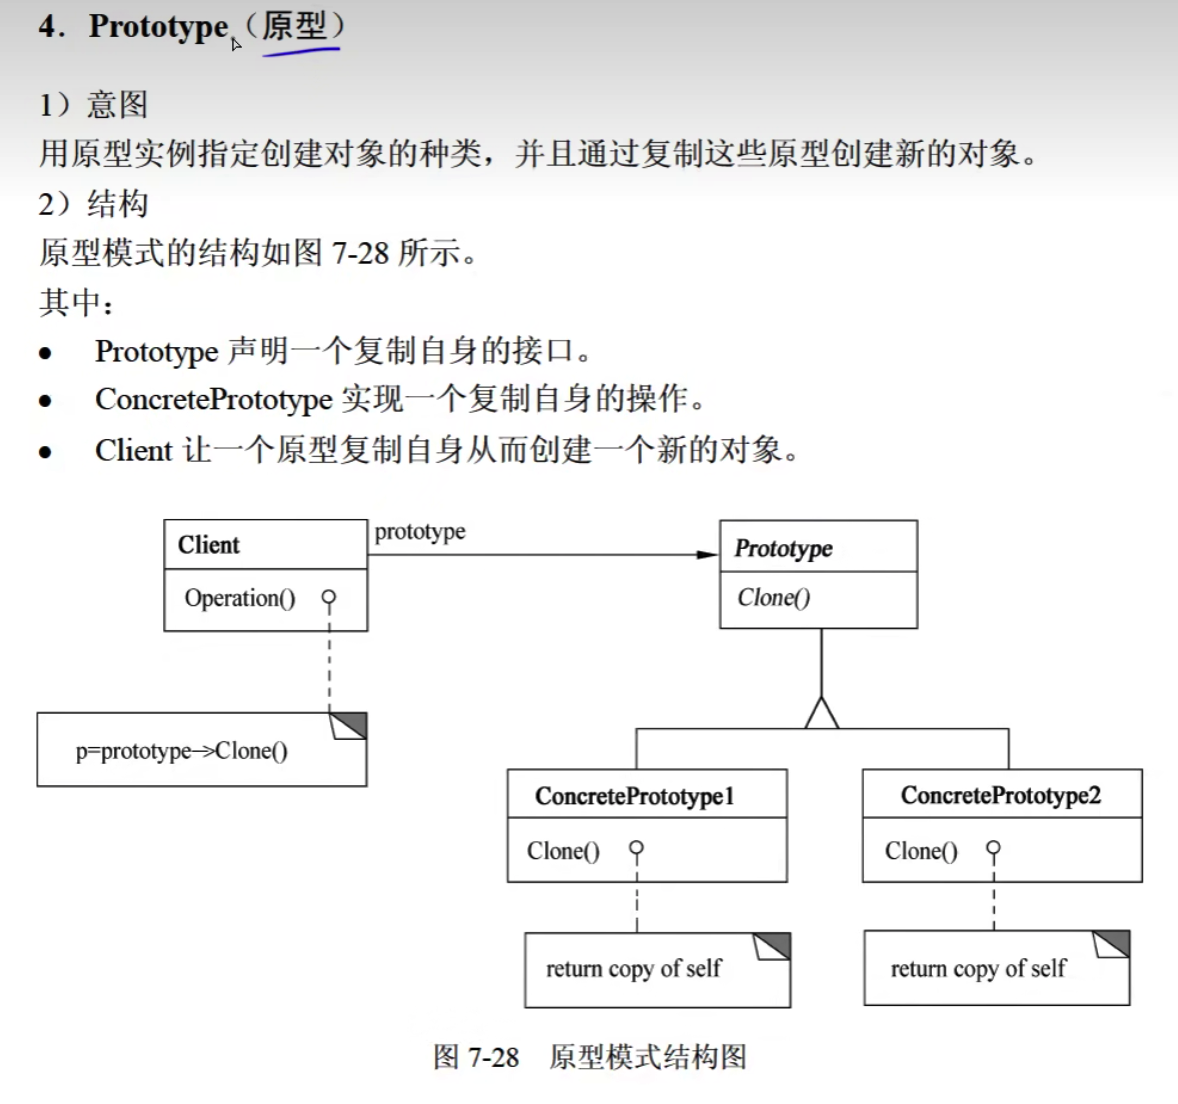 4. Prototype（原型）
1）意图
用原型实例指定创建对象的种类，并且通过复制这些原型创建新的对象。
2）结构
原型模式的结构如图 7-28 所示。
其中：
● Prototype 声明一个复制自身的接口。
● ConcretePrototype 实现一个复制自身的操作。
● Client 让一个原型复制自身从而创建一个新的对象。
prototype
Client
Prototype
Operation()
Clone()
p=prototype->Clone()
ConcretePrototype1
ConcretePrototype2
Clone()
Clone()
return copy of self
return copy of self
图 7-28 原型模式结构图